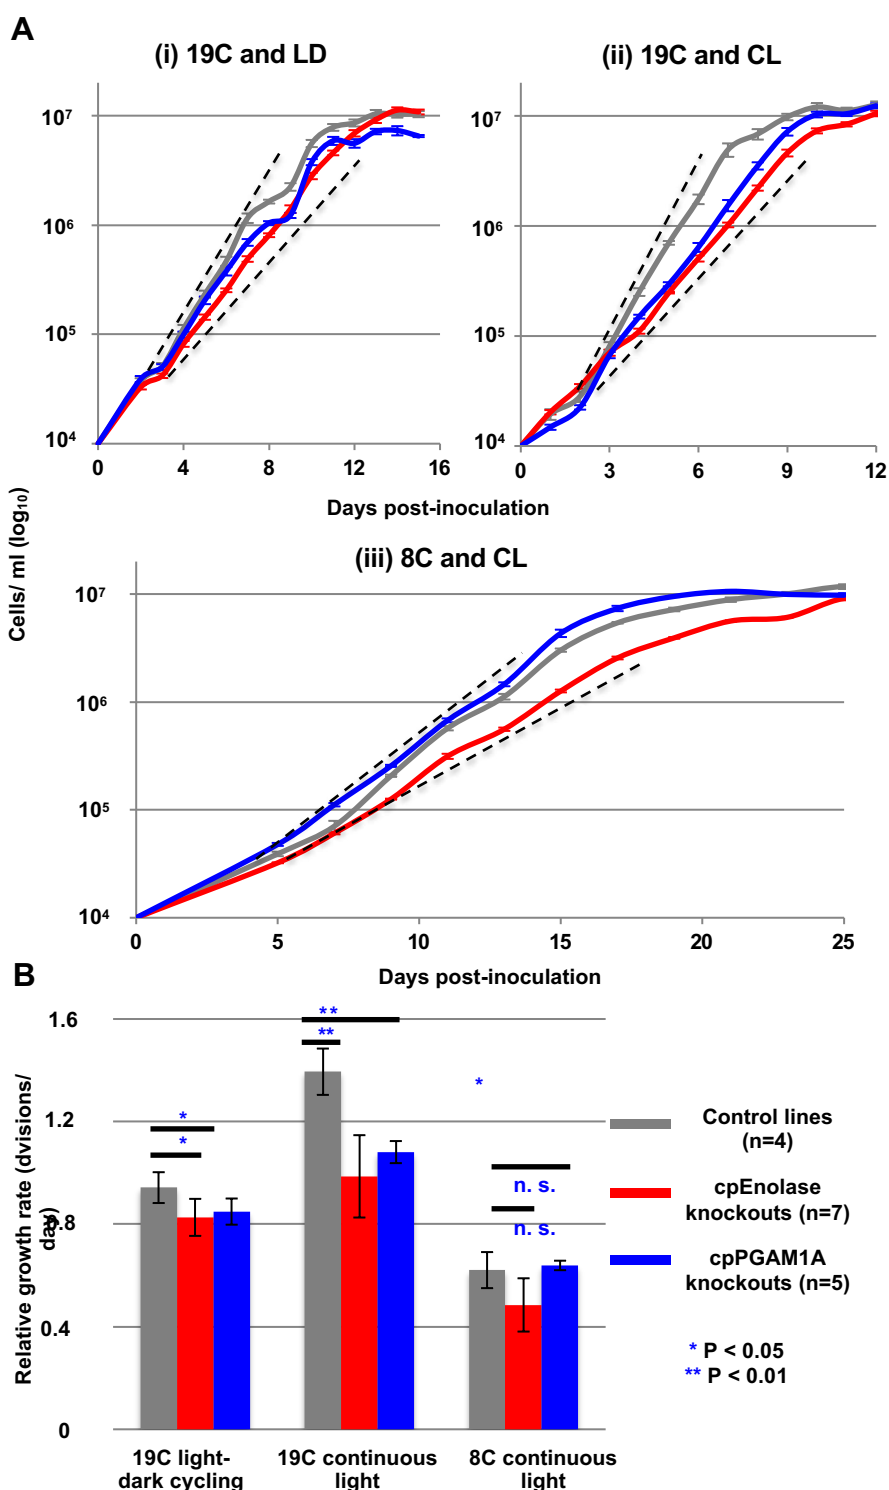 A
(i) 19C and LD
(ii) 19C and CL
10⁷
10⁶
10⁵
10⁴
0 4 8 12 16
10⁷
10⁶
10⁵
10⁴
0 3 6 9 12
Days post-inoculation
Cells/ ml (log₁₀)
(iii) 8C and CL
10⁷
10⁶
10⁵
10⁴
0 5 10 15 20 25
Days post-inoculation
B
Relative growth rate (dvisions/
day)
1.6
1.2
0.8
0.4
0
*
*
**
**
*
n. s.
n. s.
19C light-
dark cycling
19C continuous
light
8C continuous
light
Control lines
(n=4)
cpEnolase
knockouts (n=7)
cpPGAM1A
knockouts (n=5)
* P < 0.05
** P < 0.01